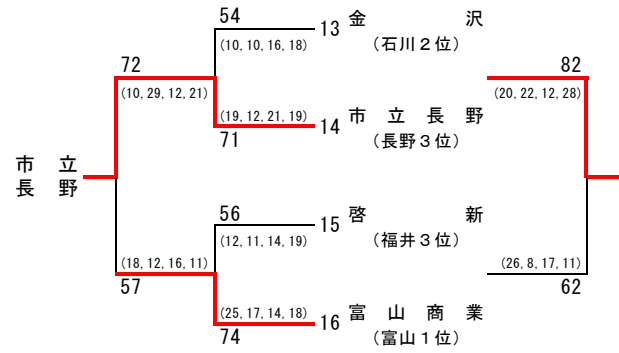 54
13 金沢
(10, 10, 16, 18)
(石川２位)
72
82
(10, 29, 12, 21)
(20, 22, 12, 28)
(19, 12, 21, 19)
14 市立長野
71
(長野３位)
市立
長野
56
15 啓新
(12, 11, 14, 19)
(福井３位)
(18, 12, 16, 11)
(26, 8, 17, 11)
57
62
(25, 17, 14, 18)
16 富山商業
74
(富山１位)